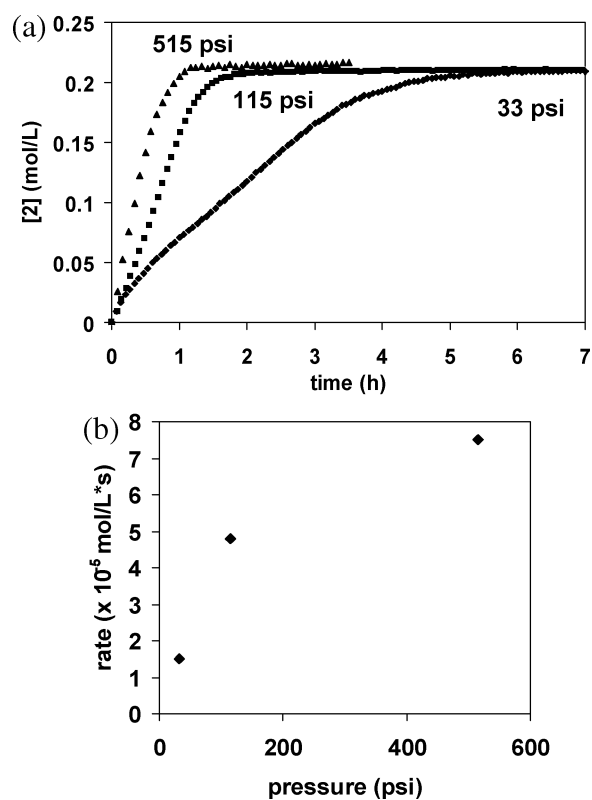 (a)
0.25
0.2
0.15
0.1
0.05
0
[2] (mol/L)
515 psi
115 psi
33 psi
0 1 2 3 4 5 6 7
time (h)
(b)
8
7
6
5
4
3
2
1
0
rate (x 10⁻⁵ mol/L*s)
0 200 400 600
pressure (psi)